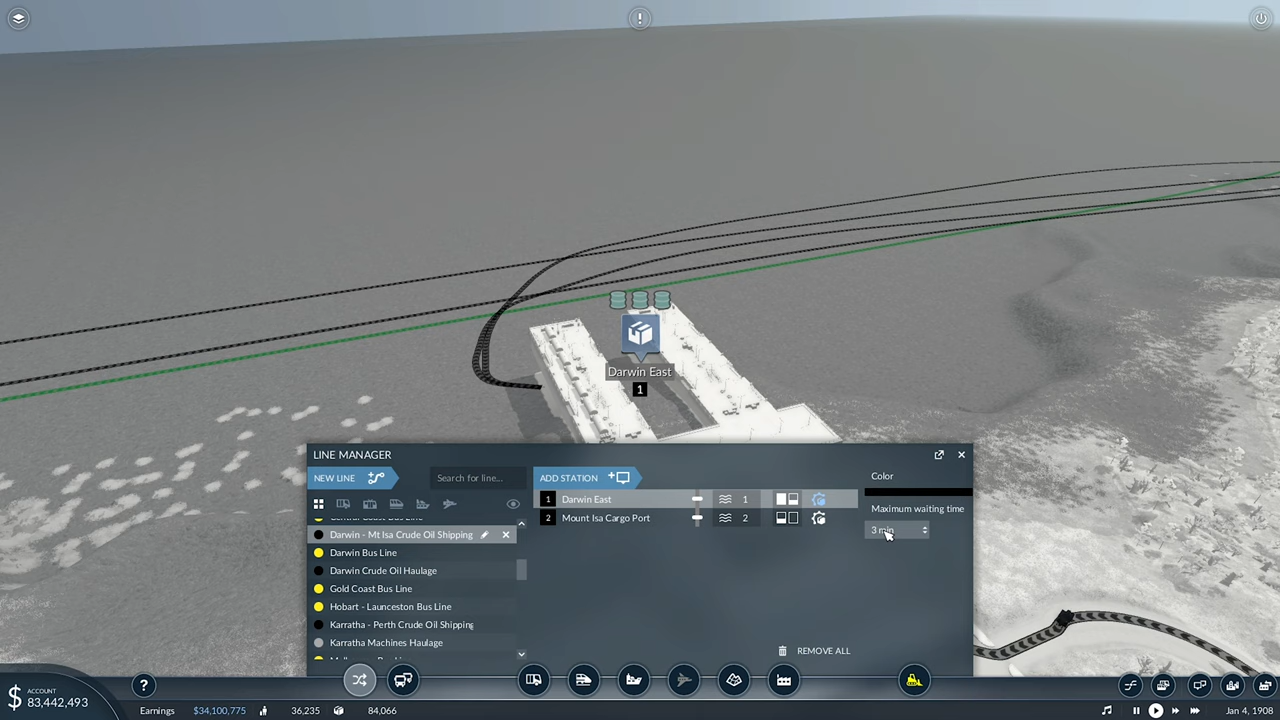 Darwin East
1
LINE MANAGER
NEW LINE
Search for line...
ADD STATION
Color
1 Darwin East 1
2 Mount Isa Cargo Port 2
Maximum waiting time
3 min
Darwin - Mt Isa Crude Oil Shipping
Darwin Bus Line
Darwin Crude Oil Haulage
Gold Coast Bus Line
Hobart - Launceston Bus Line
Karratha - Perth Crude Oil Shipping
Karratha Machines Haulage
REMOVE ALL
ACCOUNT
$ 83,442,493
?
Earnings $34,100,775 36,235 84,066
Jan 4, 1908